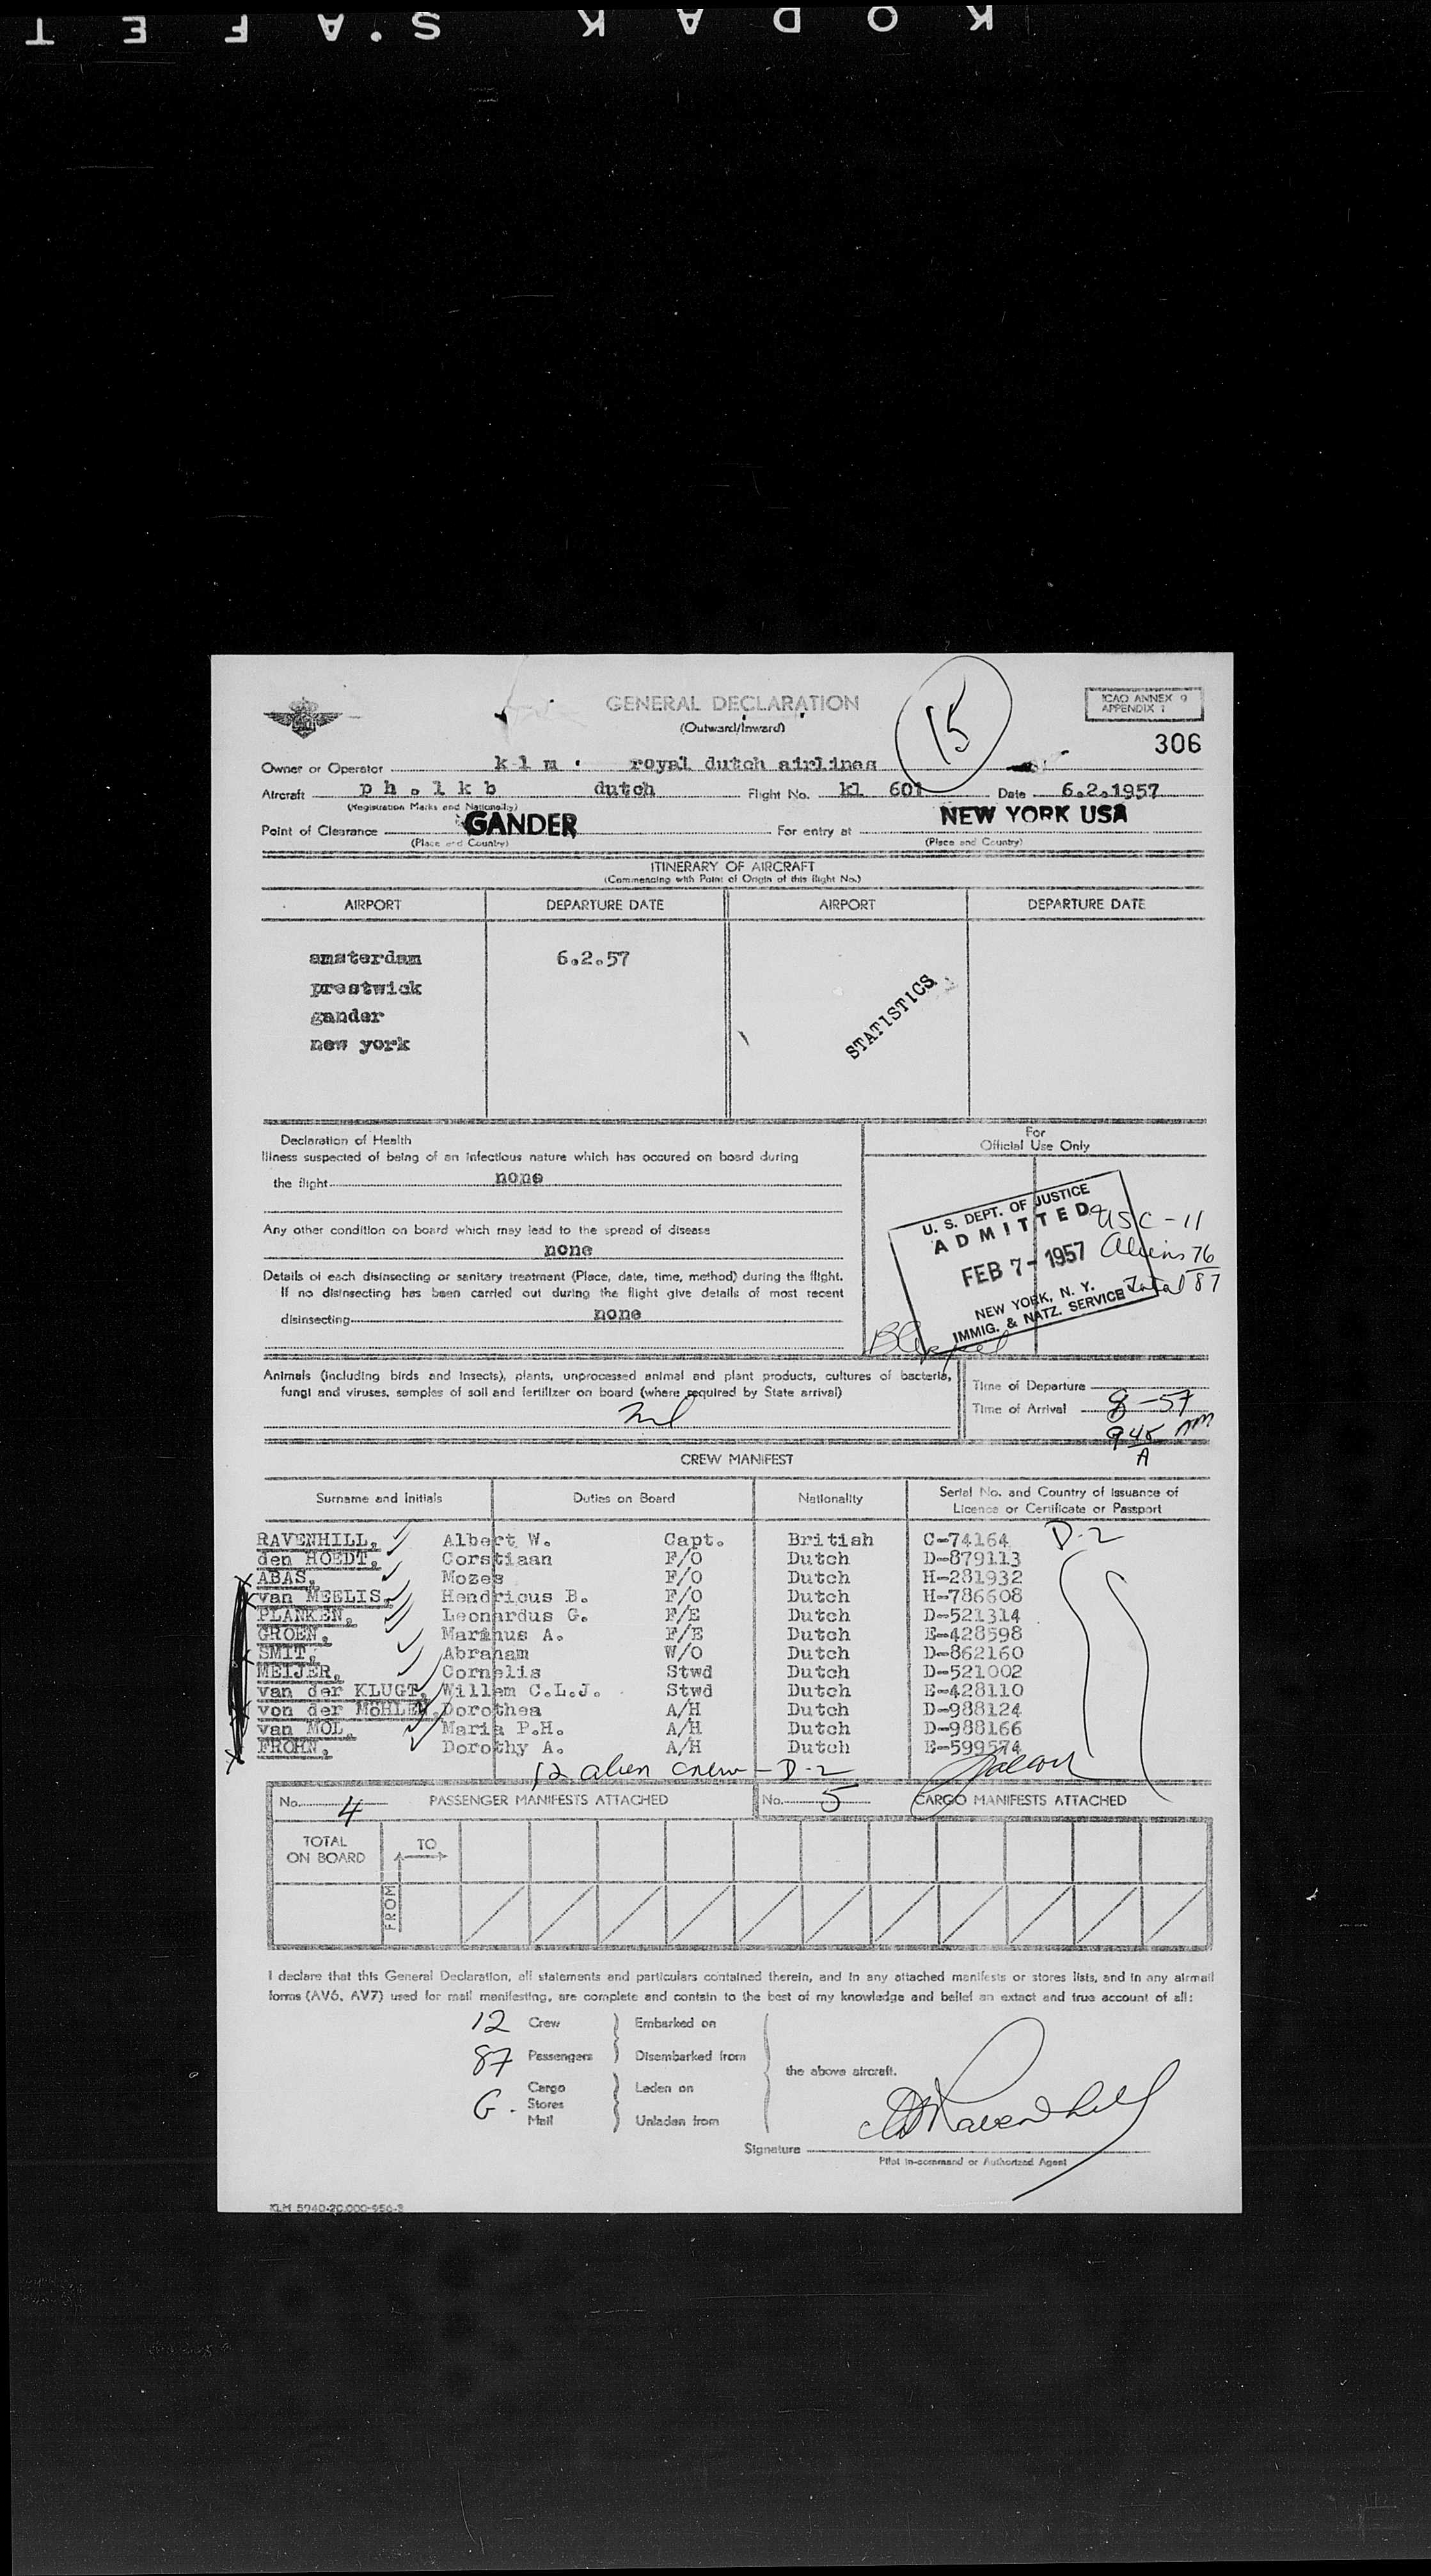 KODAK SAFET
GENERAL DECLARATION
(Outward/Inward)
15
ICAO ANNEX 9
APPENDIX 1
306
Owner or Operator k l m . royal dutch airlines
Aircraft p h . l k b dutch Flight No. kl 601 Date 6.2.1957
(Registration Marks and Nationality)
Point of Clearance GANDER For entry at NEW YORK USA
(Place and Country) (Place and Country)
ITINERARY OF AIRCRAFT
(Commencing with Point of Origin of this flight No.)
AIRPORT DEPARTURE DATE AIRPORT DEPARTURE DATE
amsterdam 6.2.57
prestwick
gander
new york
STATISTICS
Declaration of Health
Illness suspected of being of an infectious nature which has occured on board during
the flight none
Any other condition on board which may lead to the spread of disease
none
Details of each disinsecting or sanitary treatment (Place, date, time, method) during the flight.
If no disinsecting has been carried out during the flight give details of most recent
disinsecting none
For
Official Use Only
U. S. DEPT. OF JUSTICE
ADMITTED
FEB 7 - 1957
NEW YORK, N. Y.
IMMIG. & NATZ. SERVICE
USC - 11
Aliens 76
Total 87
Animals (including birds and insects), plants, unprocessed animal and plant products, cultures of bacteria,
fungi and viruses, samples of soil and fertilizer on board (where required by State arrival)
Nil
Time of Departure
Time of Arrival 8-57
945 AM
A
CREW MANIFEST
Surname and Initials Duties on Board Nationality Serial No. and Country of Issuance of
Licence or Certificate or Passport
RAVENHILL, Albert W. Capt. British C-74164 D-2
den HOEDT, Corstiaan F/O Dutch D-879113
ABAS, Mozes F/O Dutch H-281932
van MEELIS, Hendricus B. F/O Dutch H-786608
PLANKEN, Leonardus G. F/E Dutch D-521314
GROEN, Marinus A. F/E Dutch E-428598
SMIT, Abraham W/O Dutch D-862160
MEIJER, Cornelis Stwd Dutch D-521002
van der KLUGT, Willem C.L.J. Stwd Dutch E-428110
von der MöHLEN, Dorothea A/H Dutch D-988124
van MOL, Maria P.H. A/H Dutch D-988166
FROHN, Dorothy A. A/H Dutch E-599574
12 alien crew - D-2
No. 4 PASSENGER MANIFESTS ATTACHED No. 5 CARGO MANIFESTS ATTACHED
TOTAL
ON BOARD
TO
FROM
I declare that this General Declaration, all statements and particulars contained therein, and in any attached manifests or stores lists, and in any airmail
forms (AV6, AV7) used for mail manifesting, are complete and contain to the best of my knowledge and belief an extact and true account of all:
12 Crew Embarked on
87 Passengers Disembarked from
the above aircraft.
Cargo Laden on
G. Stores
Mail Unladen from
AWRavenhill
Signature
Pilot in-command or Authorized Agent
KLM 5040-20.000-956-3